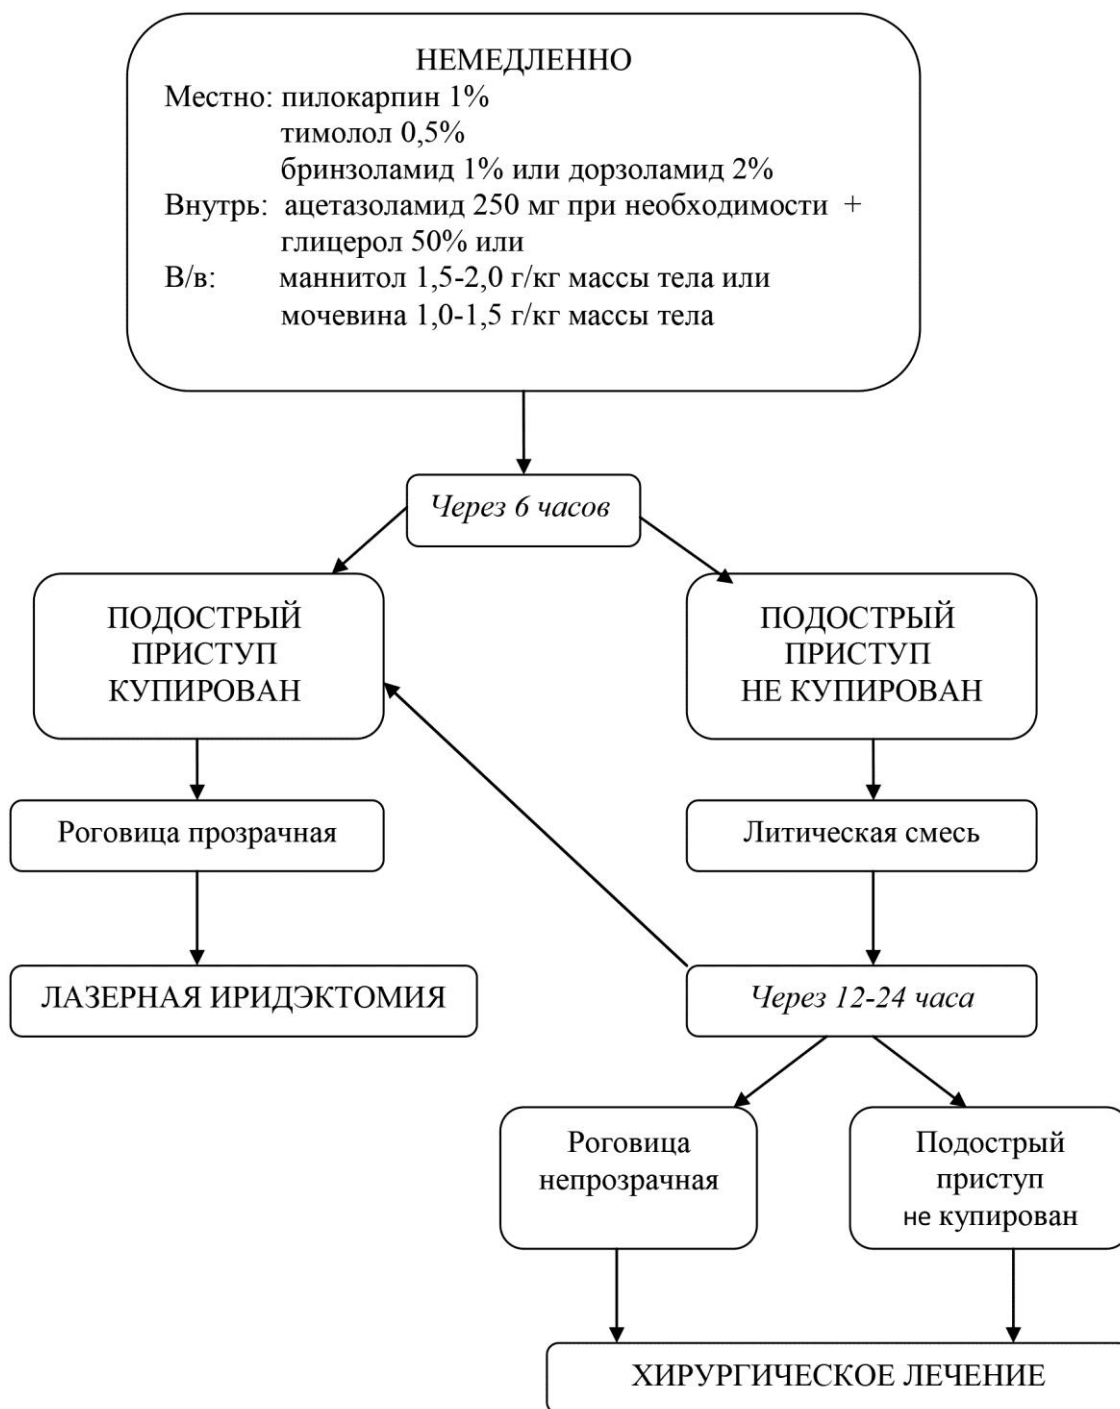 НЕМЕДЛЕННО
Местно: пилокарпин 1%
тимолол 0,5%
бринзоламид 1% или дорзоламид 2%
Внутрь: ацетазоламид 250 мг при необходимости +
глицерол 50% или
В/в: маннитол 1,5-2,0 г/кг массы тела или
мочевина 1,0-1,5 г/кг массы тела
Через 6 часов
ПОДОСТРЫЙ
ПРИСТУП
КУПИРОВАН
ПОДОСТРЫЙ
ПРИСТУП
НЕ КУПИРОВАН
Роговица прозрачная
Литическая смесь
ЛАЗЕРНАЯ ИРИДЭКТОМИЯ
Через 12-24 часа
Роговица
непрозрачная
Подострый
приступ
не купирован
ХИРУРГИЧЕСКОЕ ЛЕЧЕНИЕ